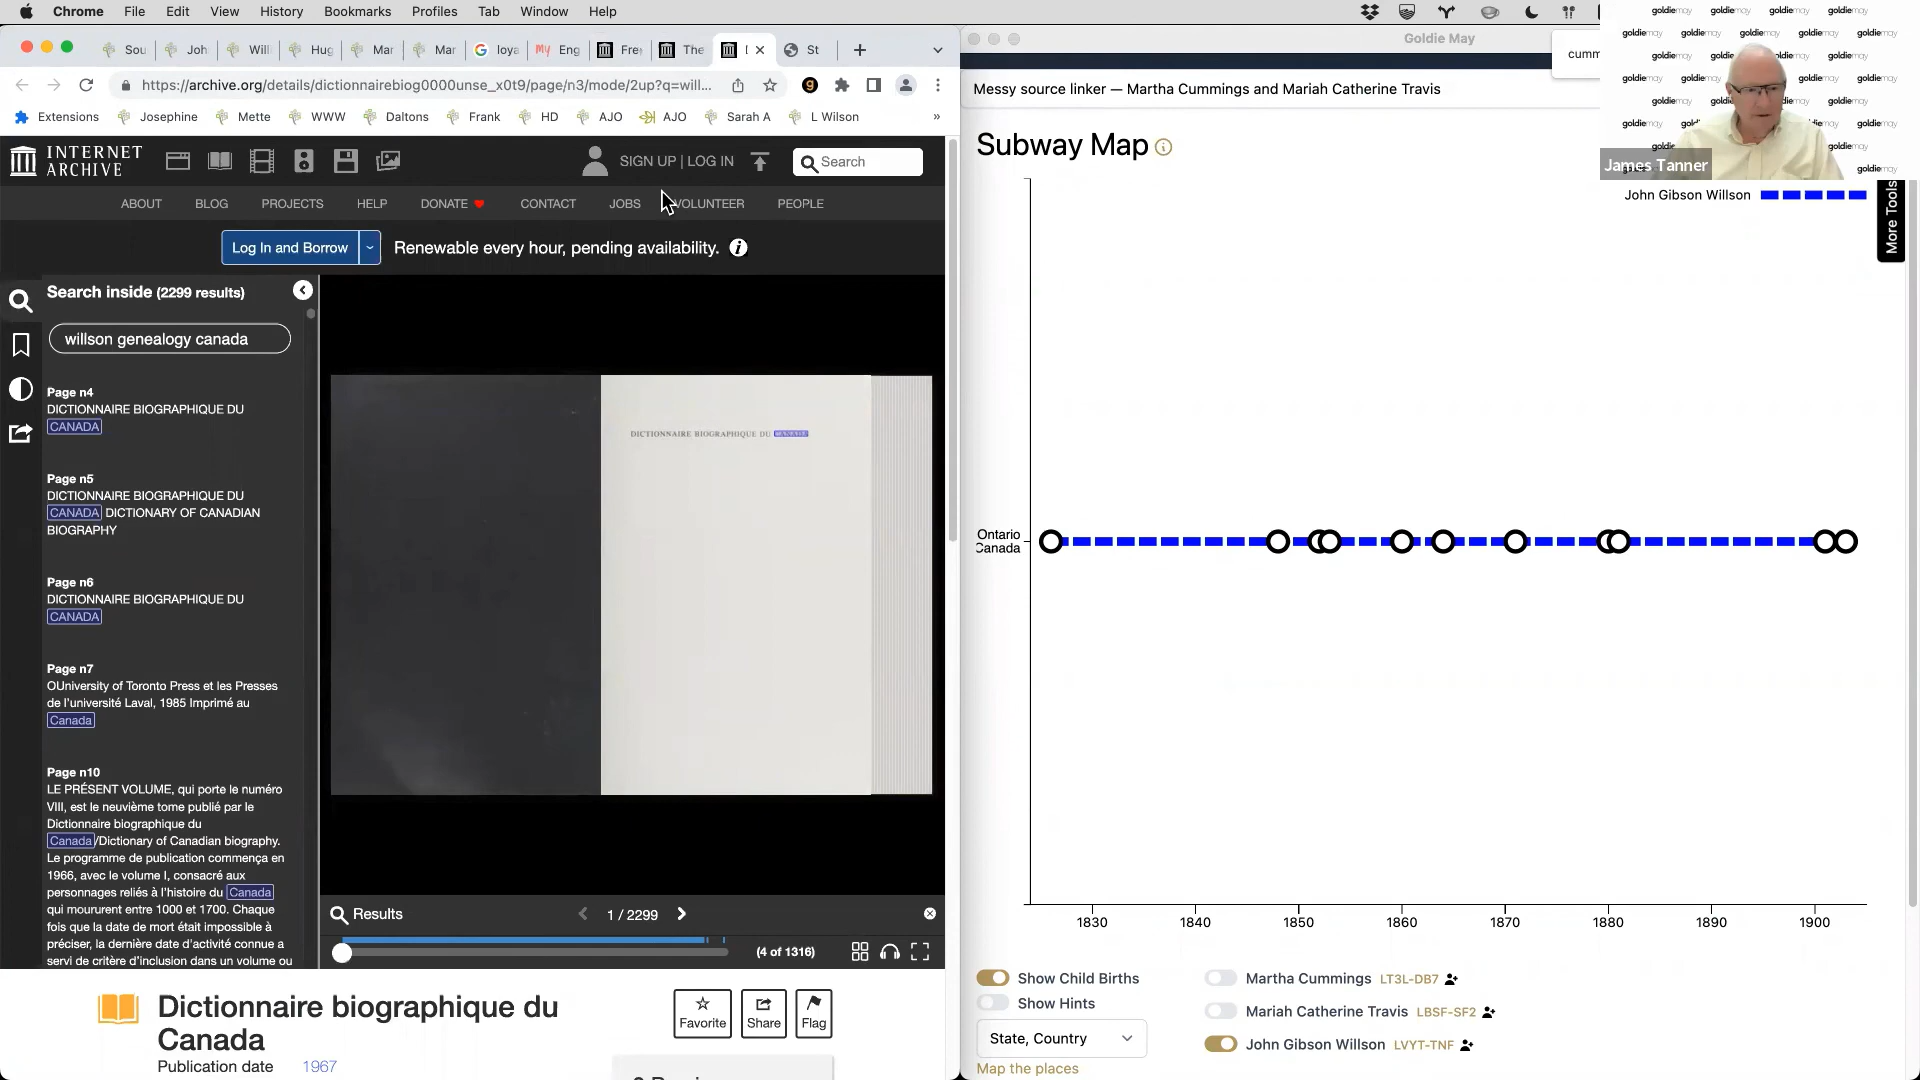 Chrome File Edit View History Bookmarks Profiles Tab Window Help
Sou Joh Will Hug Mar Mar loya Eng Fre The St
https://archive.org/details/dictionnairebiog0000unse_x0t9/page/n3/mode/2up?q=will...
Extensions Josephine Mette WWW Daltons Frank HD AJO AJO Sarah A L Wilson »
INTERNET
ARCHIVE
SIGN UP | LOG IN
Search
ABOUT BLOG PROJECTS HELP DONATE CONTACT JOBS VOLUNTEER PEOPLE
Log In and Borrow Renewable every hour, pending availability.
Search inside (2299 results)
willson genealogy canada
Page n4
DICTIONNAIRE BIOGRAPHIQUE DU
CANADA
Page n5
DICTIONNAIRE BIOGRAPHIQUE DU
CANADA DICTIONARY OF CANADIAN
BIOGRAPHY
Page n6
DICTIONNAIRE BIOGRAPHIQUE DU
CANADA
Page n7
OUniversity of Toronto Press et les Presses
de l'université Laval, 1985 Imprimé au
Canada
Page n10
LE PRÉSENT VOLUME, qui porte le numéro
VIII, est le neuvième tome publié par le
Dictionnaire biographique du
Canada/Dictionary of Canadian biography.
Le programme de publication commença en
1966, avec le volume I, consacré aux
personnages reliés à l'histoire du Canada
qui moururent entre 1000 et 1700. Chaque
fois que la date de mort était impossible à
préciser, la dernière date d'activité connue a
servi de critère d'inclusion dans un volume ou
DICTIONNAIRE BIOGRAPHIQUE DU CANADA
Results 1 / 2299
(4 of 1316)
Dictionnaire biographique du
Canada
Publication date 1967
Favorite Share Flag
Goldie May
cumm
Messy source linker — Martha Cummings and Mariah Catherine Travis
Subway Map
goldiemay goldiemay goldiemay goldiemay
James Tanner
John Gibson Willson
More Tools
Ontario
Canada
1830 1840 1850 1860 1870 1880 1890 1900
Show Child Births
Show Hints
State, Country
Map the places
Martha Cummings LT3L-DB7
Mariah Catherine Travis LBSF-SF2
John Gibson Willson LVYT-TNF